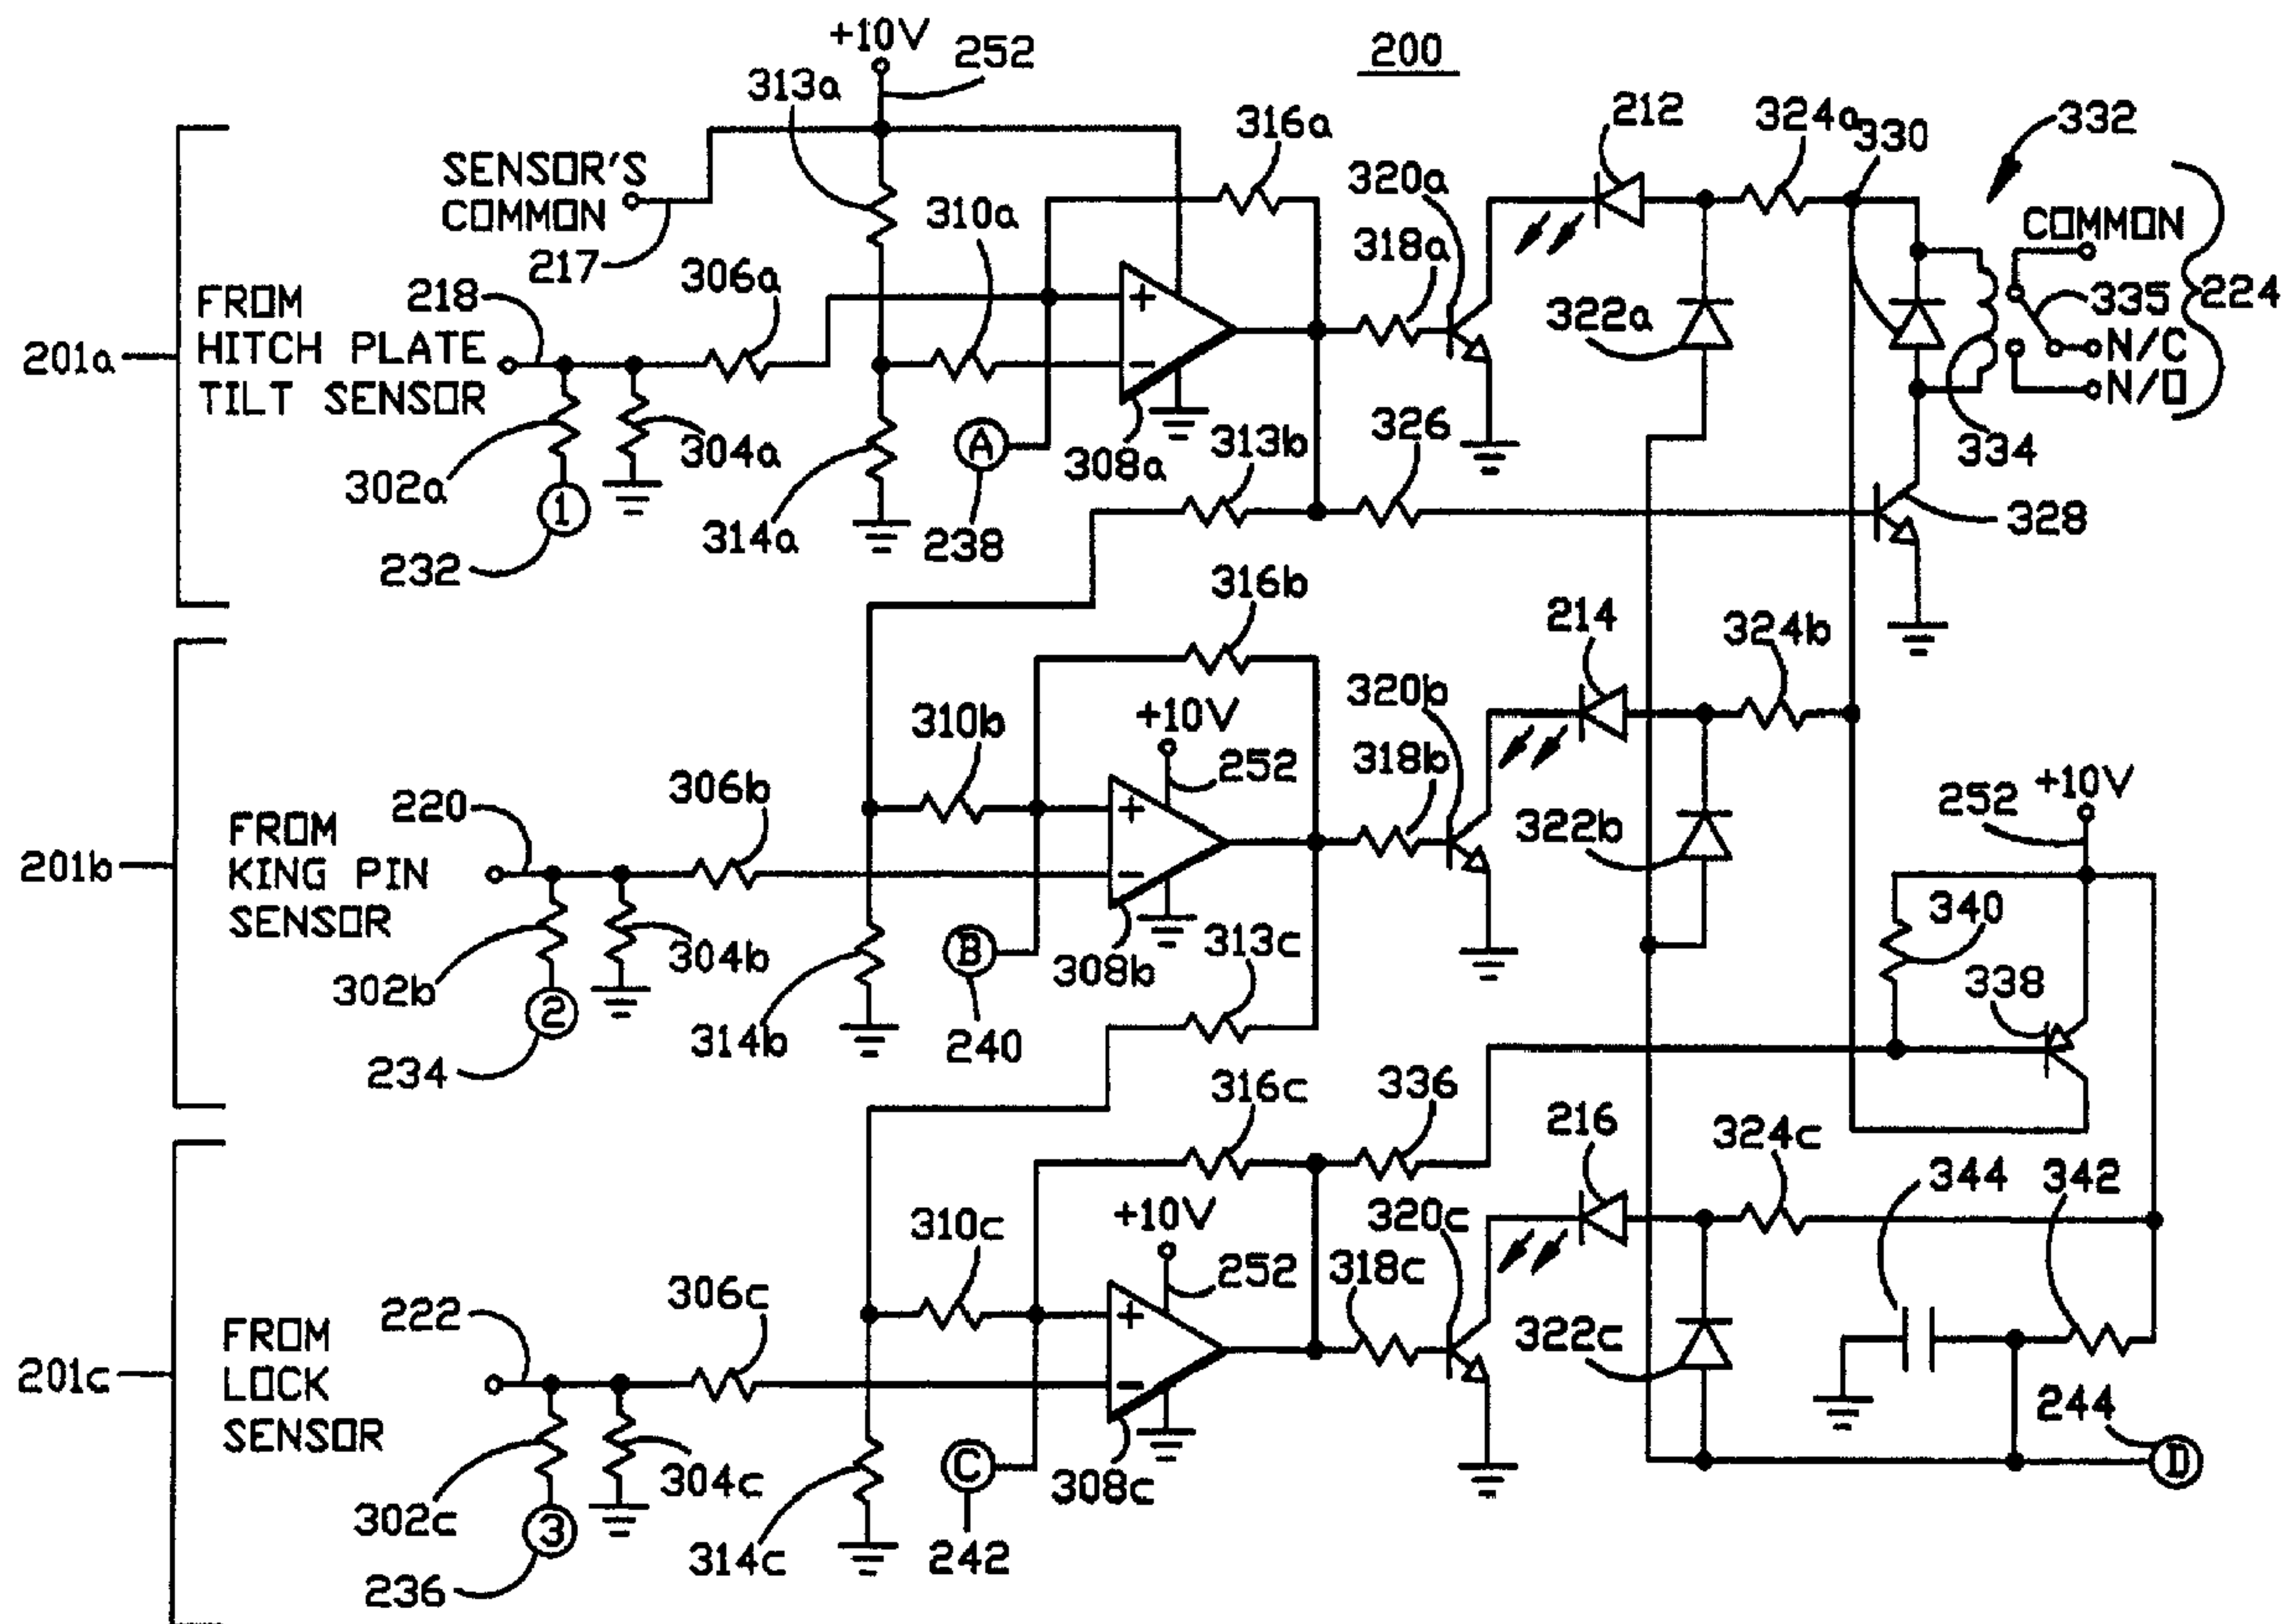 200
+10V
252
313a
316a
212
324a
330
332
SENSOR'S
COMMON
217
310a
320a
318a
COMMON
335
224
N/C
N/O
201a
FROM
HITCH PLATE
TILT SENSOR
218
306a
322a
+
-
302a
304a
1
232
314a
A
238
308a
313b
326
334
328
316b
214
324b
320b
310b
+10V
252
318b
201b
FROM
KING PIN
SENSOR
220
306b
322b
+
-
252
+10V
340
338
302b
304b
2
234
314b
B
240
308b
313c
316c
336
216
324c
320c
344
342
310c
+10V
252
318c
201c
FROM
LOCK
SENSOR
222
306c
322c
+
-
302c
304c
3
236
314c
C
242
308c
244
D